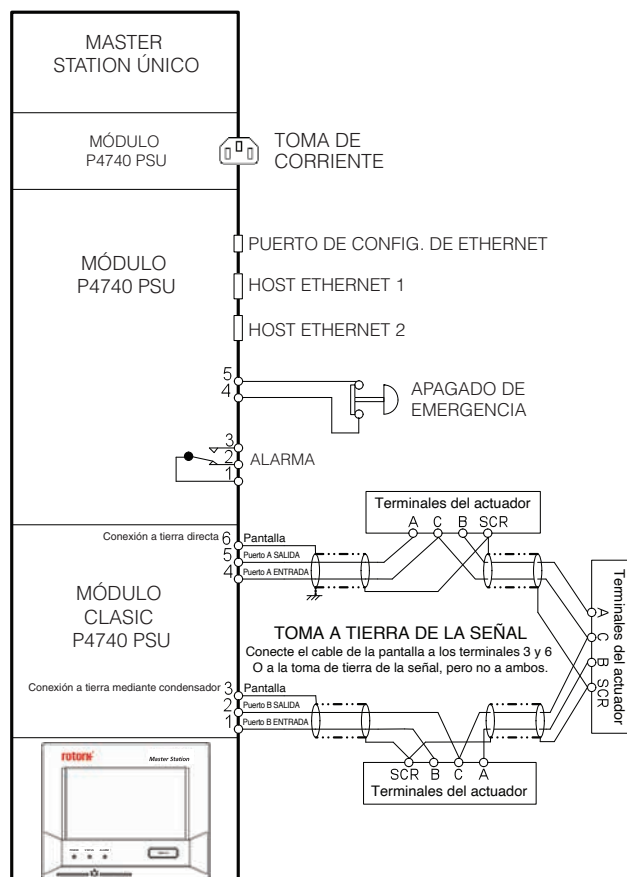 MASTER
STATION ÚNICO
MÓDULO
P4740 PSU
TOMA DE
CORRIENTE
MÓDULO
P4740 PSU
PUERTO DE CONFIG. DE ETHERNET
HOST ETHERNET 1
HOST ETHERNET 2
5
4
APAGADO DE
EMERGENCIA
3
2
1
ALARMA
Terminales del actuador
A C B SCR
Conexión a tierra directa 6 Pantalla
5 Puerto A SALIDA
4 Puerto A ENTRADA
MÓDULO
CLASIC
P4740 PSU
TOMA A TIERRA DE LA SEÑAL
Conecte el cable de la pantalla a los terminales 3 y 6
O a la toma de tierra de la señal, pero no a ambos.
A
C
B
SCR
Terminales del actuador
Conexión a tierra mediante condensador 3 Pantalla
2 Puerto B SALIDA
1 Puerto B ENTRADA
SCR B C A
Terminales del actuador
rotork
Master Station